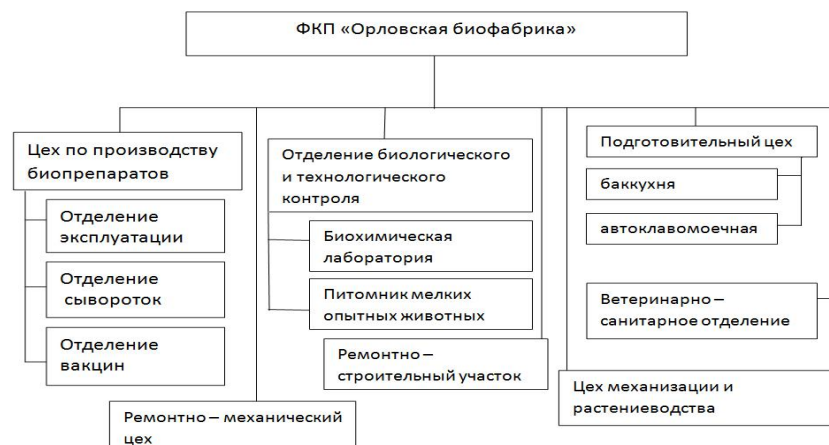 ФКП «Орловская биофабрика»
Цех по производству
биопрепаратов
Отделение
эксплуатации
Отделение
сывороток
Отделение
вакцин
Ремонтно – механический
цех
Отделение биологического
и технологического
контроля
Биохимическая
лаборатория
Питомник мелких
опытных животных
Ремонтно –
строительный участок
Подготовительный цех
баккухня
автоклавомоечная
Ветеринарно –
санитарное отделение
Цех механизации и
растениеводства